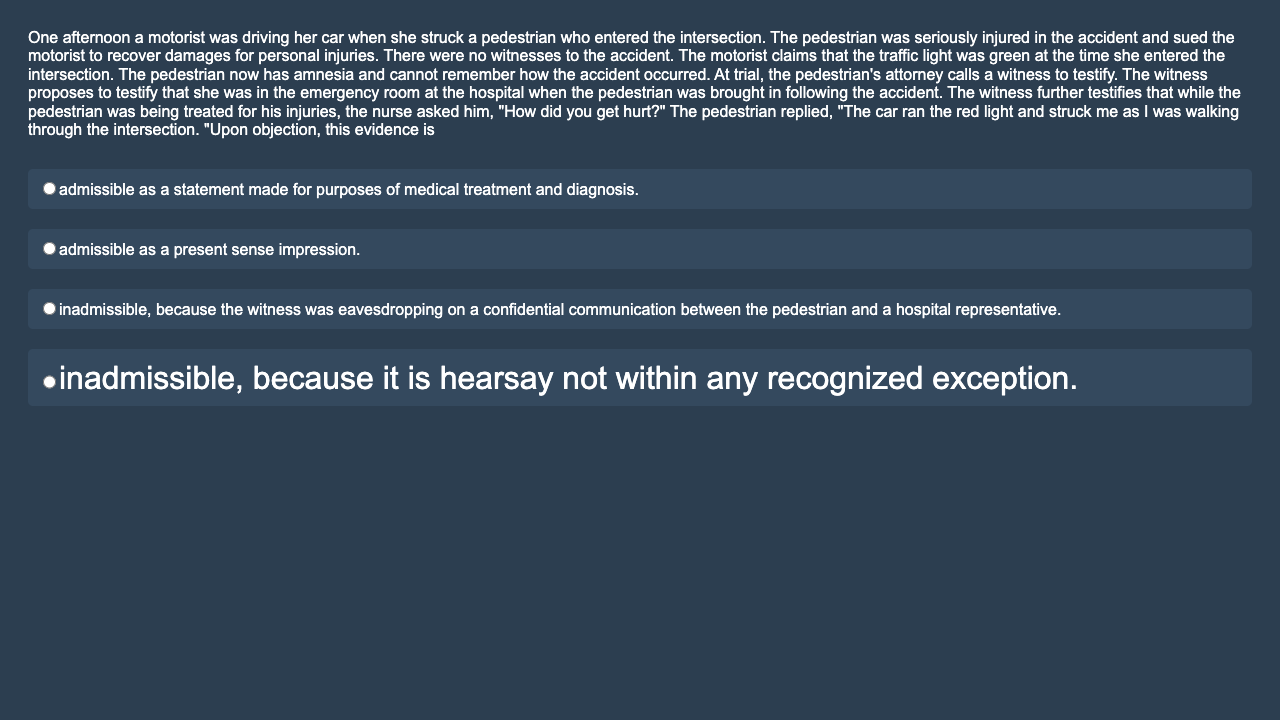 One afternoon a motorist was driving her car when she struck a pedestrian who entered the intersection. The pedestrian was seriously injured in the accident and sued the
motorist to recover damages for personal injuries. There were no witnesses to the accident. The motorist claims that the traffic light was green at the time she entered the
intersection. The pedestrian now has amnesia and cannot remember how the accident occurred. At trial, the pedestrian's attorney calls a witness to testify. The witness
proposes to testify that she was in the emergency room at the hospital when the pedestrian was brought in following the accident. The witness further testifies that while the
pedestrian was being treated for his injuries, the nurse asked him, "How did you get hurt?" The pedestrian replied, "The car ran the red light and struck me as I was walking
through the intersection. "Upon objection, this evidence is
admissible as a statement made for purposes of medical treatment and diagnosis.
admissible as a present sense impression.
inadmissible, because the witness was eavesdropping on a confidential communication between the pedestrian and a hospital representative.
inadmissible, because it is hearsay not within any recognized exception.